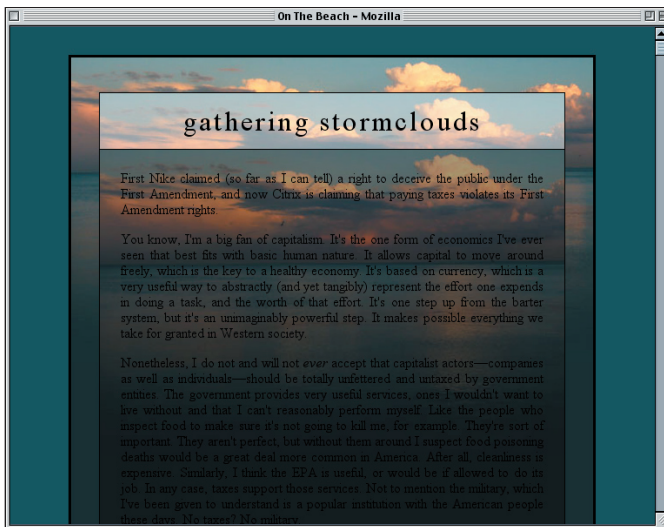 On The Beach – Mozilla
gathering stormclouds
First Nike claimed (so far as I can tell) a right to deceive the public under the
First Amendment, and now Citrix is claiming that paying taxes violates its First
Amendment rights.
You know, I'm a big fan of capitalism. It's the one form of economics I've ever
seen that best fits with basic human nature. It allows capital to move around
freely, which is the key to a healthy economy. It's based on currency, which is a
very useful way to abstractly (and yet tangibly) represent the effort one expends
in doing a task, and the worth of that effort. It's one step up from the barter
system, but it's an unimaginably powerful step. It makes possible everything we
take for granted in Western society.
Nonetheless, I do not and will not ever accept that capitalist actors—companies
as well as individuals—should be totally unfettered and untaxed by government
entities. The government provides very useful services, ones I wouldn't want to
live without and that I can't reasonably perform myself. Like the people who
inspect food to make sure it's not going to kill me, for example. They're sort of
important. They aren't perfect, but without them around I suspect food poisoning
deaths would be a great deal more common in America. After all, cleanliness is
expensive. Similarly, I think the EPA is useful, or would be if allowed to do its
job. In any case, taxes support those services. Not to mention the military, which
I've been given to understand is a popular institution with the American people
these days. No taxes? No military.